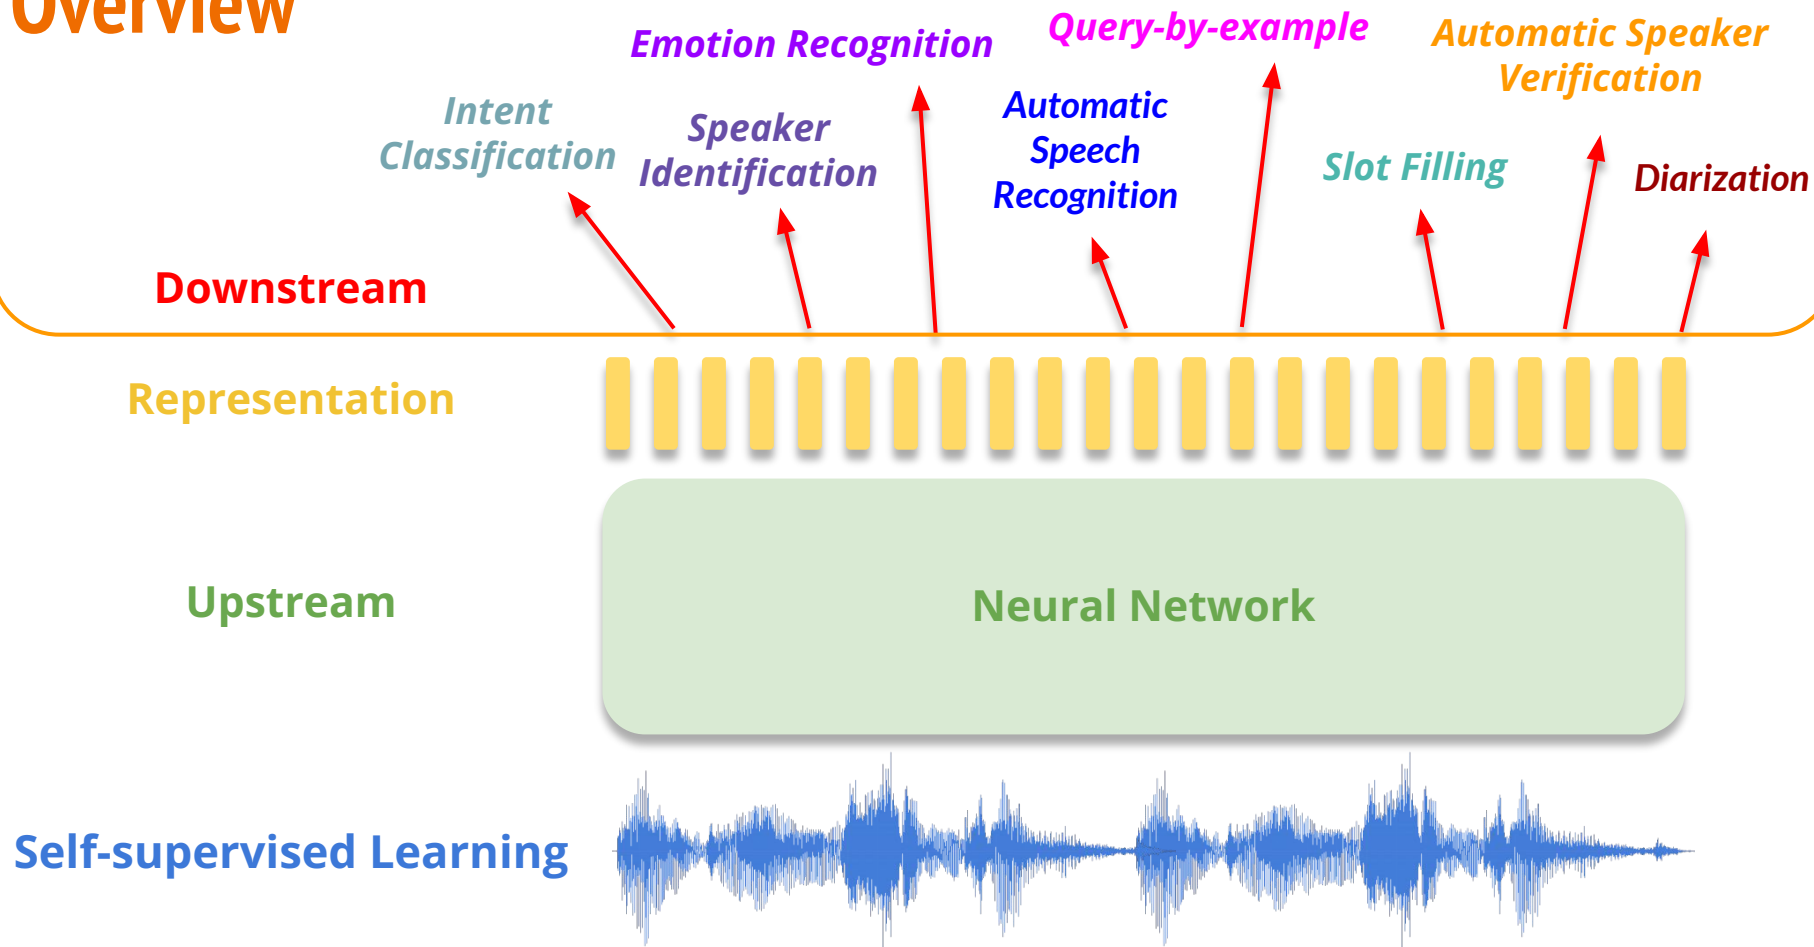 Overview
Emotion Recognition
Query-by-example
Automatic Speaker
Verification
Intent
Classification
Speaker
Identification
Automatic
Speech
Recognition
Slot Filling
Diarization
Downstream
Representation
Upstream
Neural Network
Self-supervised Learning